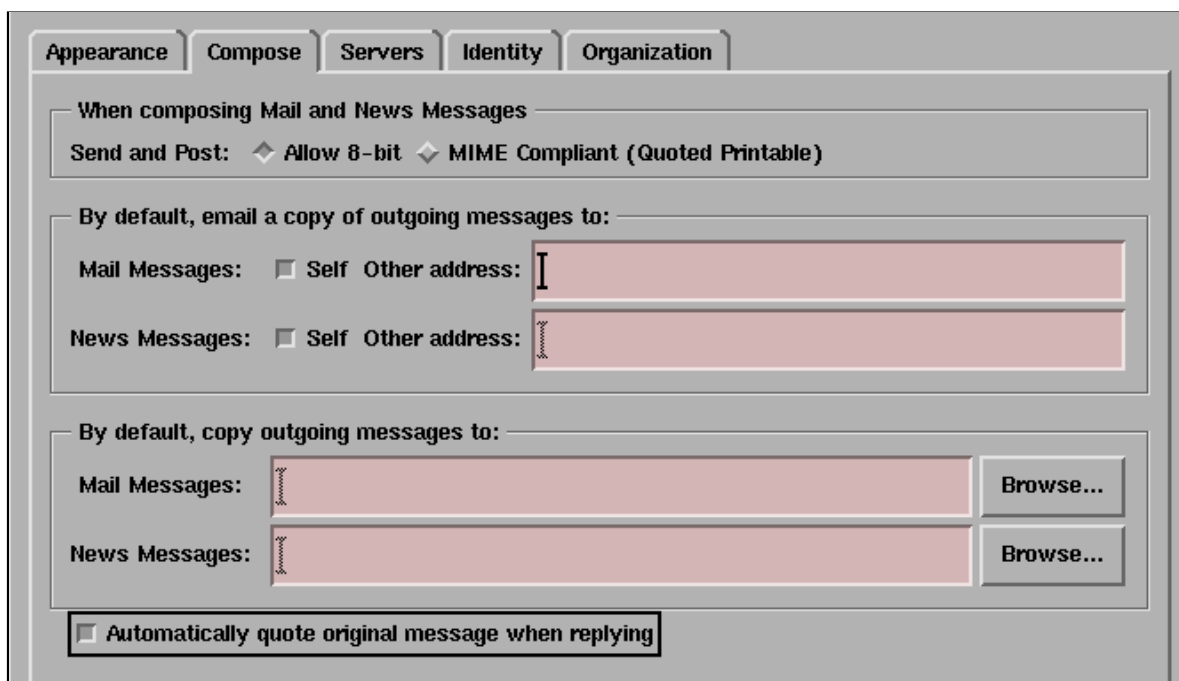 Appearance Compose Servers Identity Organization
When composing Mail and News Messages
Send and Post: Allow 8-bit MIME Compliant (Quoted Printable)
By default, email a copy of outgoing messages to:
Mail Messages: Self Other address:
News Messages: Self Other address:
By default, copy outgoing messages to:
Mail Messages: Browse...
News Messages: Browse...
Automatically quote original message when replying